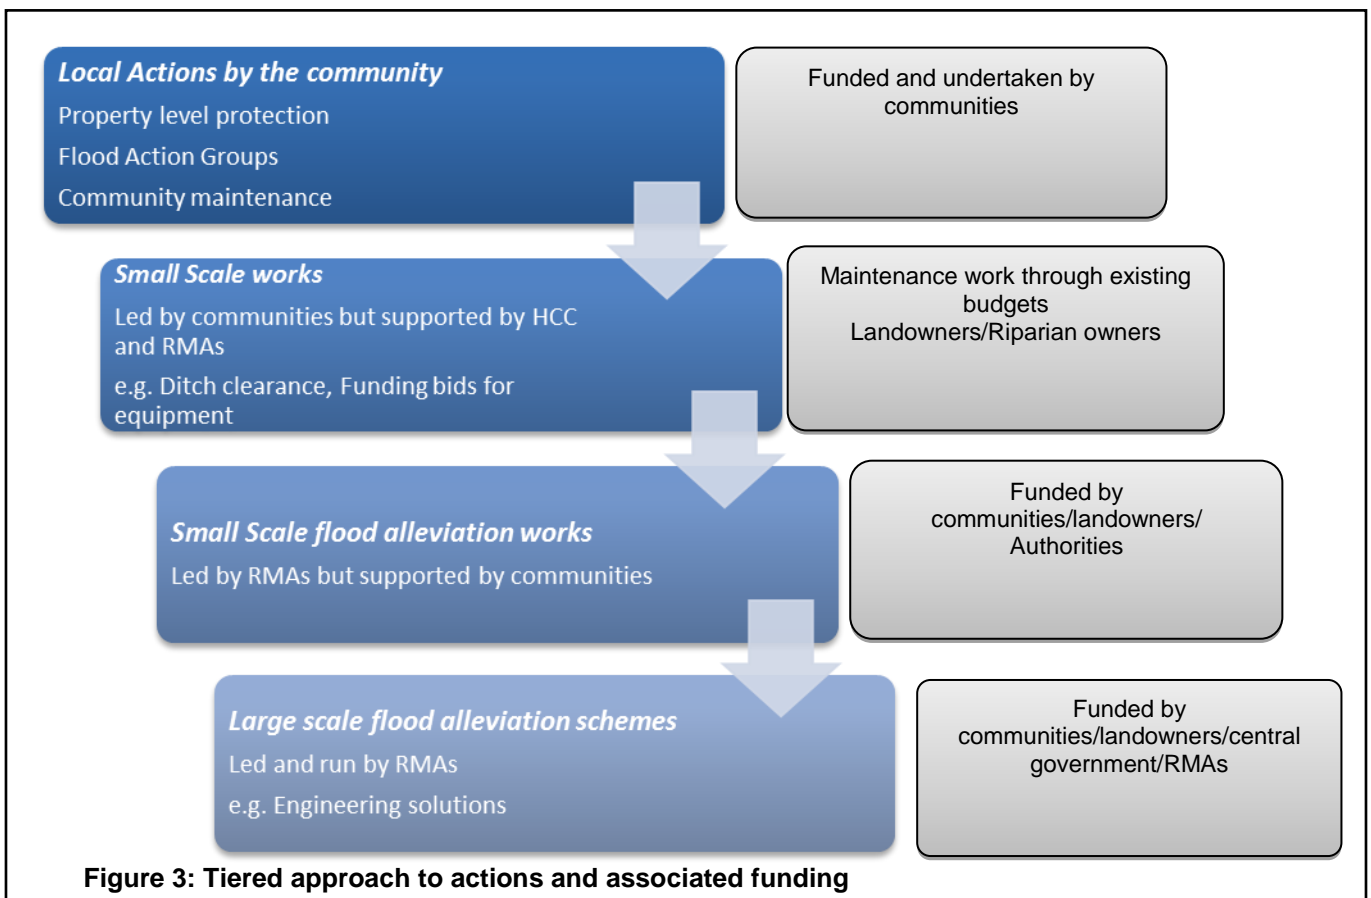 Local Actions by the community
Property level protection
Flood Action Groups
Community maintenance
Funded and undertaken by
communities
Small Scale works
Led by communities but supported by HCC
and RMAs
e.g. Ditch clearance, Funding bids for
equipment
Maintenance work through existing
budgets
Landowners/Riparian owners
Small Scale flood alleviation works
Led by RMAs but supported by communities
Funded by
communities/landowners/
Authorities
Large scale flood alleviation schemes
Led and run by RMAs
e.g. Engineering solutions
Funded by
communities/landowners/central
government/RMAs
Figure 3: Tiered approach to actions and associated funding